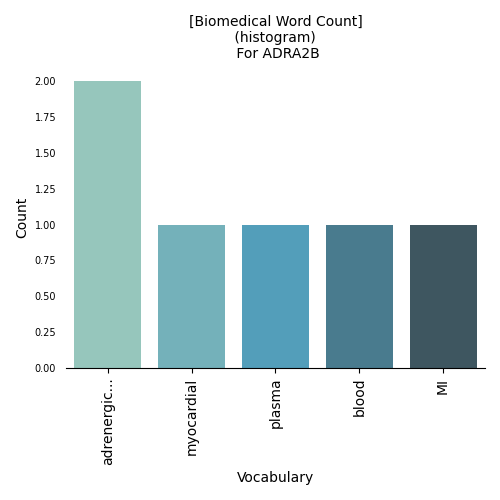 [Biomedical Word Count]
(histogram)
For ADRA2B
2.00
1.75
1.50
1.25
1.00
0.75
0.50
0.25
0.00
Count
adrenergic...
myocardial
plasma
blood
MI
Vocabulary